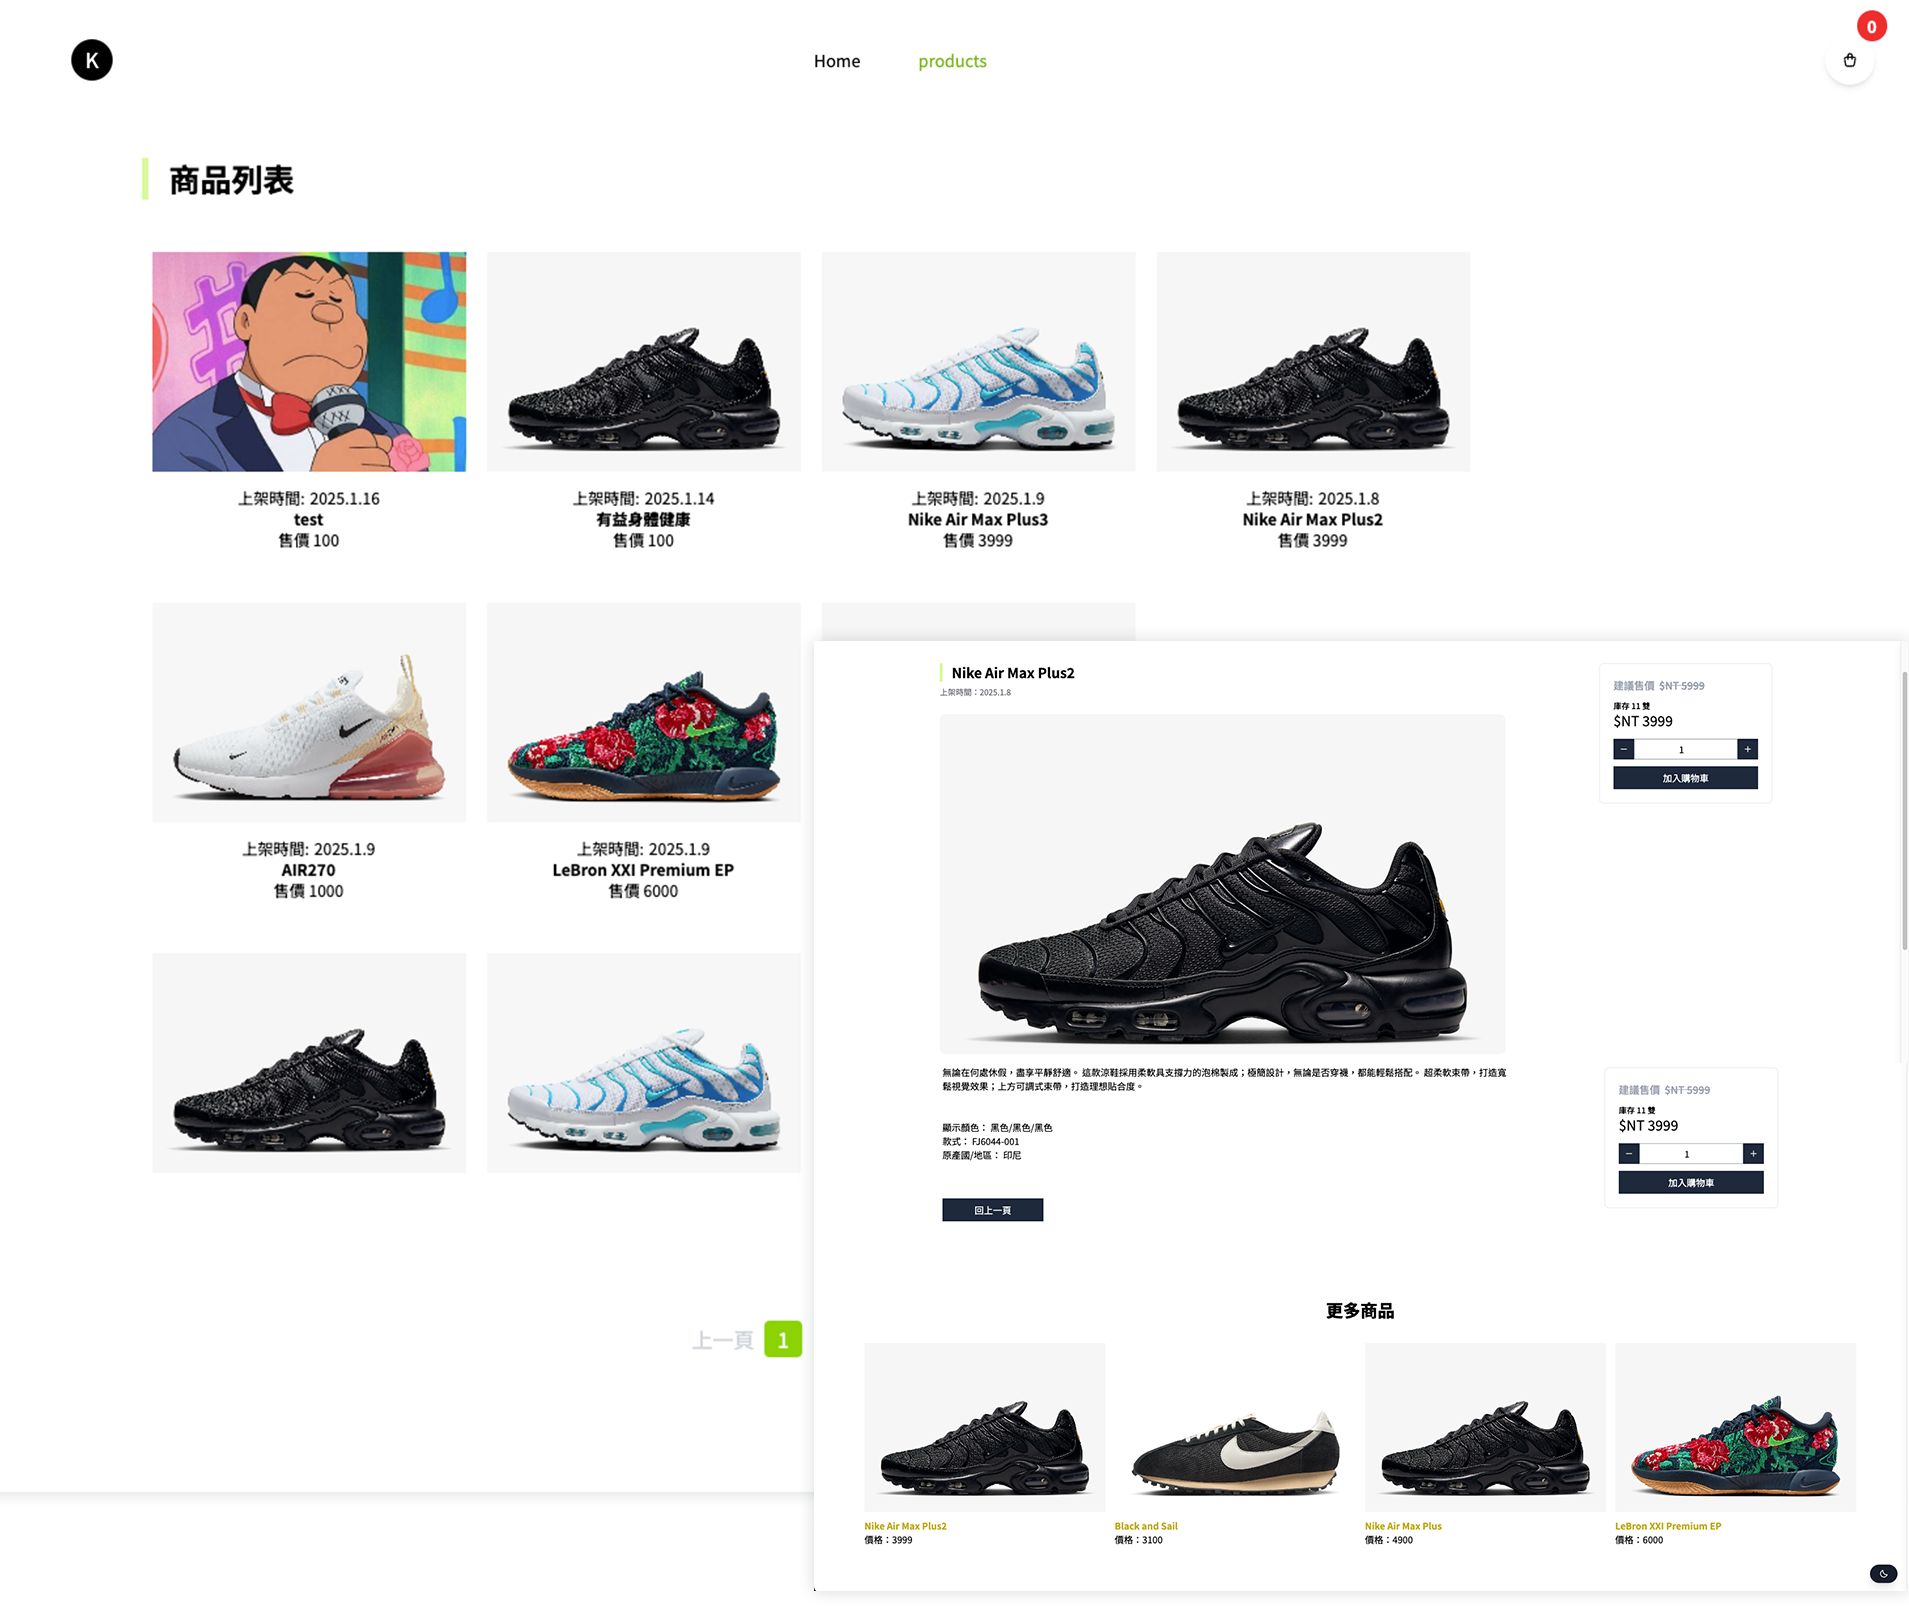 K
Home
products
0
商品列表
上架時間: 2025.1.16
test
售價 100
上架時間: 2025.1.14
有益身體健康
售價 100
上架時間: 2025.1.9
Nike Air Max Plus3
售價 3999
上架時間: 2025.1.8
Nike Air Max Plus2
售價 3999
上架時間: 2025.1.9
AIR270
售價 1000
上架時間: 2025.1.9
LeBron XXI Premium EP
售價 6000
上一頁 1
Nike Air Max Plus2
上架時間：2025.1.8
建議售價 $NT 5999
庫存 11 雙
$NT 3999
− 1 +
加入購物車
無論在何處休假，盡享平靜舒適。 這款涼鞋採用柔軟具支撐力的泡棉製成；極簡設計，無論是否穿襪，都能輕鬆搭配。 超柔軟束帶，打造寬
鬆視覺效果；上方可調式束帶，打造理想貼合度。
顯示顏色： 黑色/黑色/黑色
款式： FJ6044-001
原產國/地區： 印尼
回上一頁
建議售價 $NT 5999
庫存 11 雙
$NT 3999
− 1 +
加入購物車
更多商品
Nike Air Max Plus2
價格：3999
Black and Sail
價格：3100
Nike Air Max Plus
價格：4900
LeBron XXI Premium EP
價格：6000